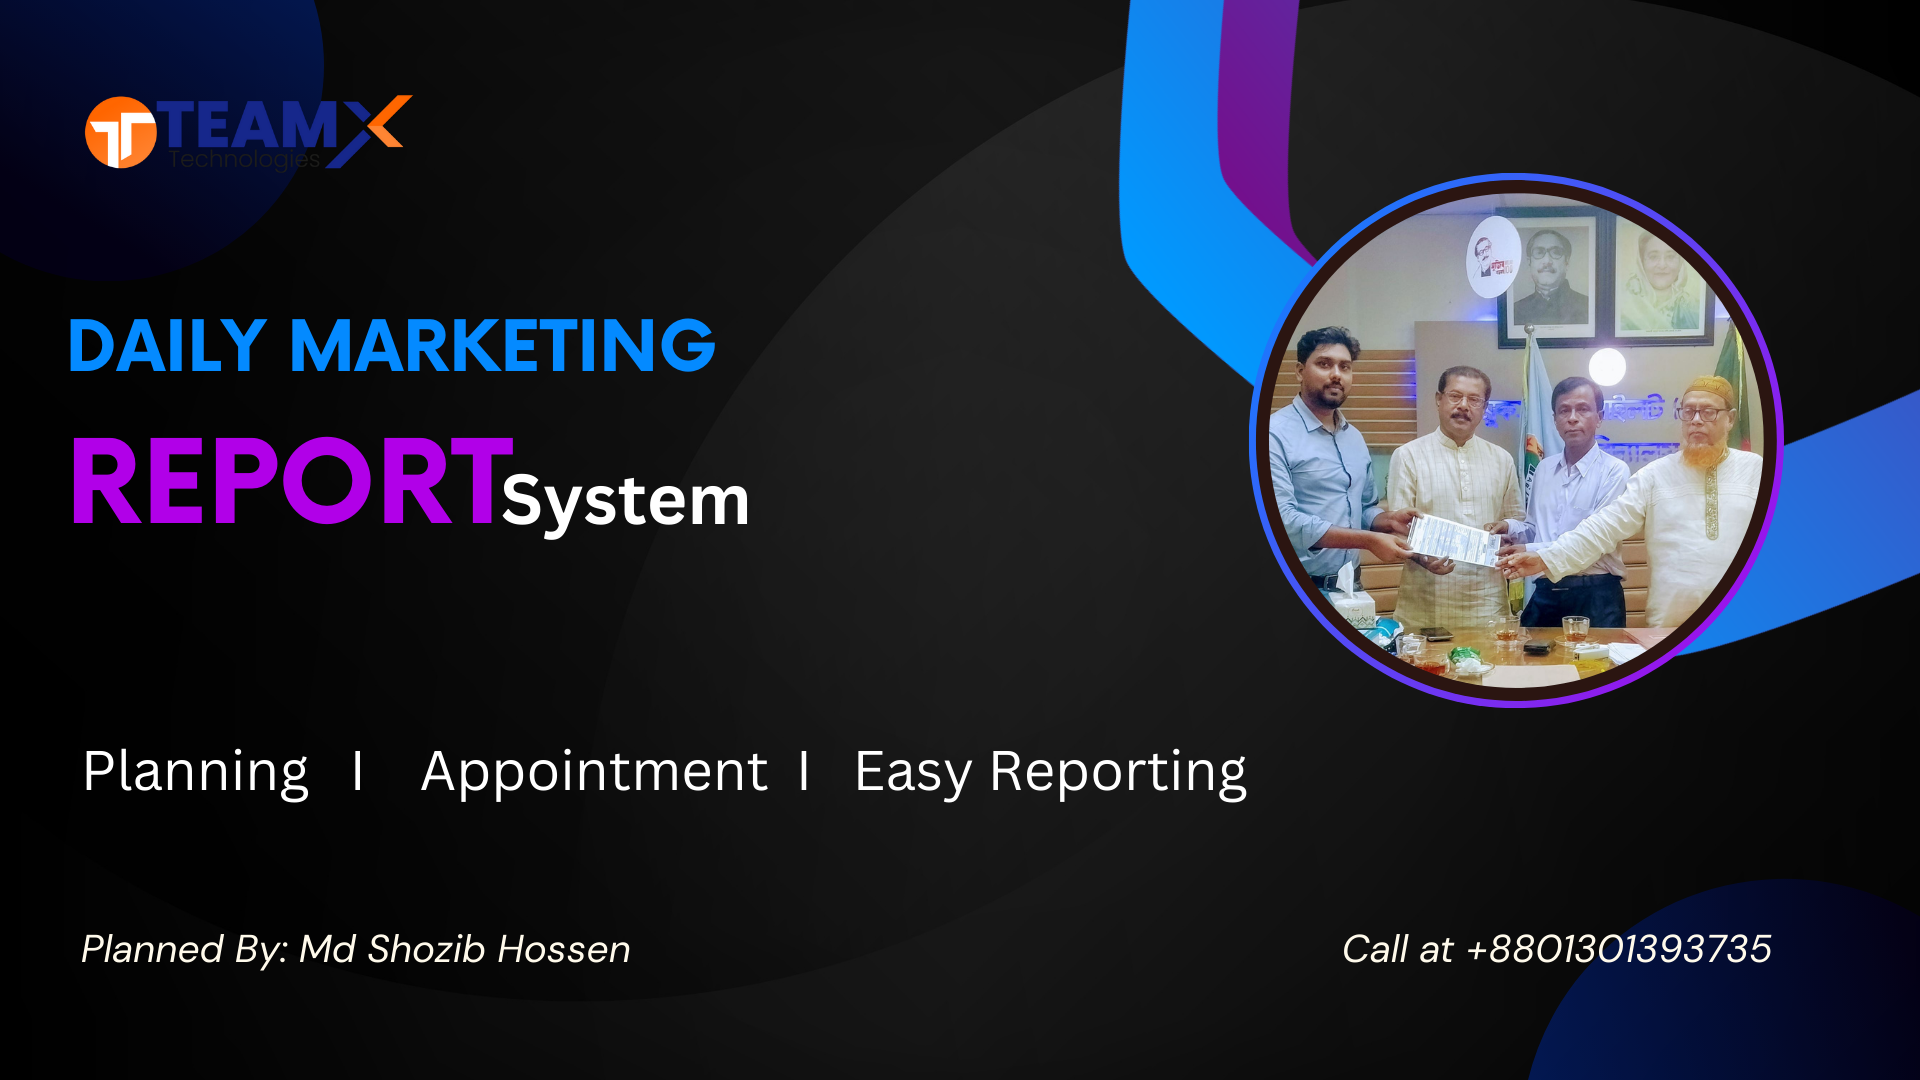 TEAMX
Technologies
DAILY MARKETING
REPORT System
Planning I Appointment I Easy Reporting
Planned By: Md Shozib Hossen
Call at +8801301393735